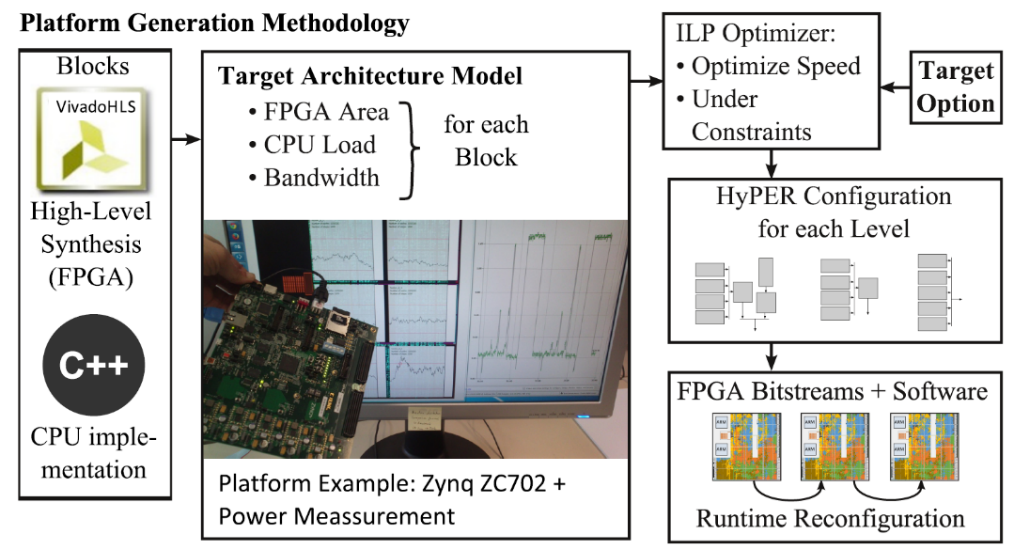 Platform Generation Methodology
Blocks
VivadoHLS
High-Level
Synthesis
(FPGA)
C++
CPU imple-
mentation
Target Architecture Model
• FPGA Area
• CPU Load
• Bandwidth
for each
Block
Platform Example: Zynq ZC702 +
Power Meassurement
ILP Optimizer:
• Optimize Speed
• Under
Constraints
Target
Option
HyPER Configuration
for each Level
FPGA Bitstreams + Software
ARM
ARM
ARM
ARM
ARM
ARM
Runtime Reconfiguration